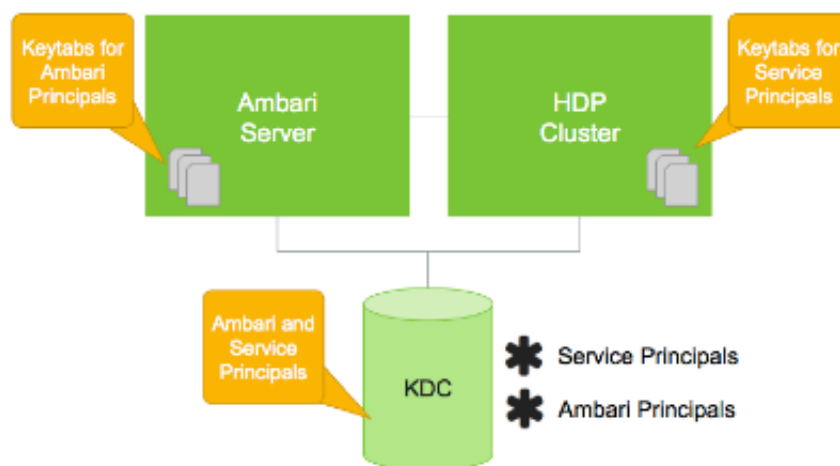 Keytabs for
Ambari
Principals
Ambari
Server
HDP
Cluster
Keytabs for
Service
Principals
Ambari and
Service
Principals
KDC
Service Principals
Ambari Principals